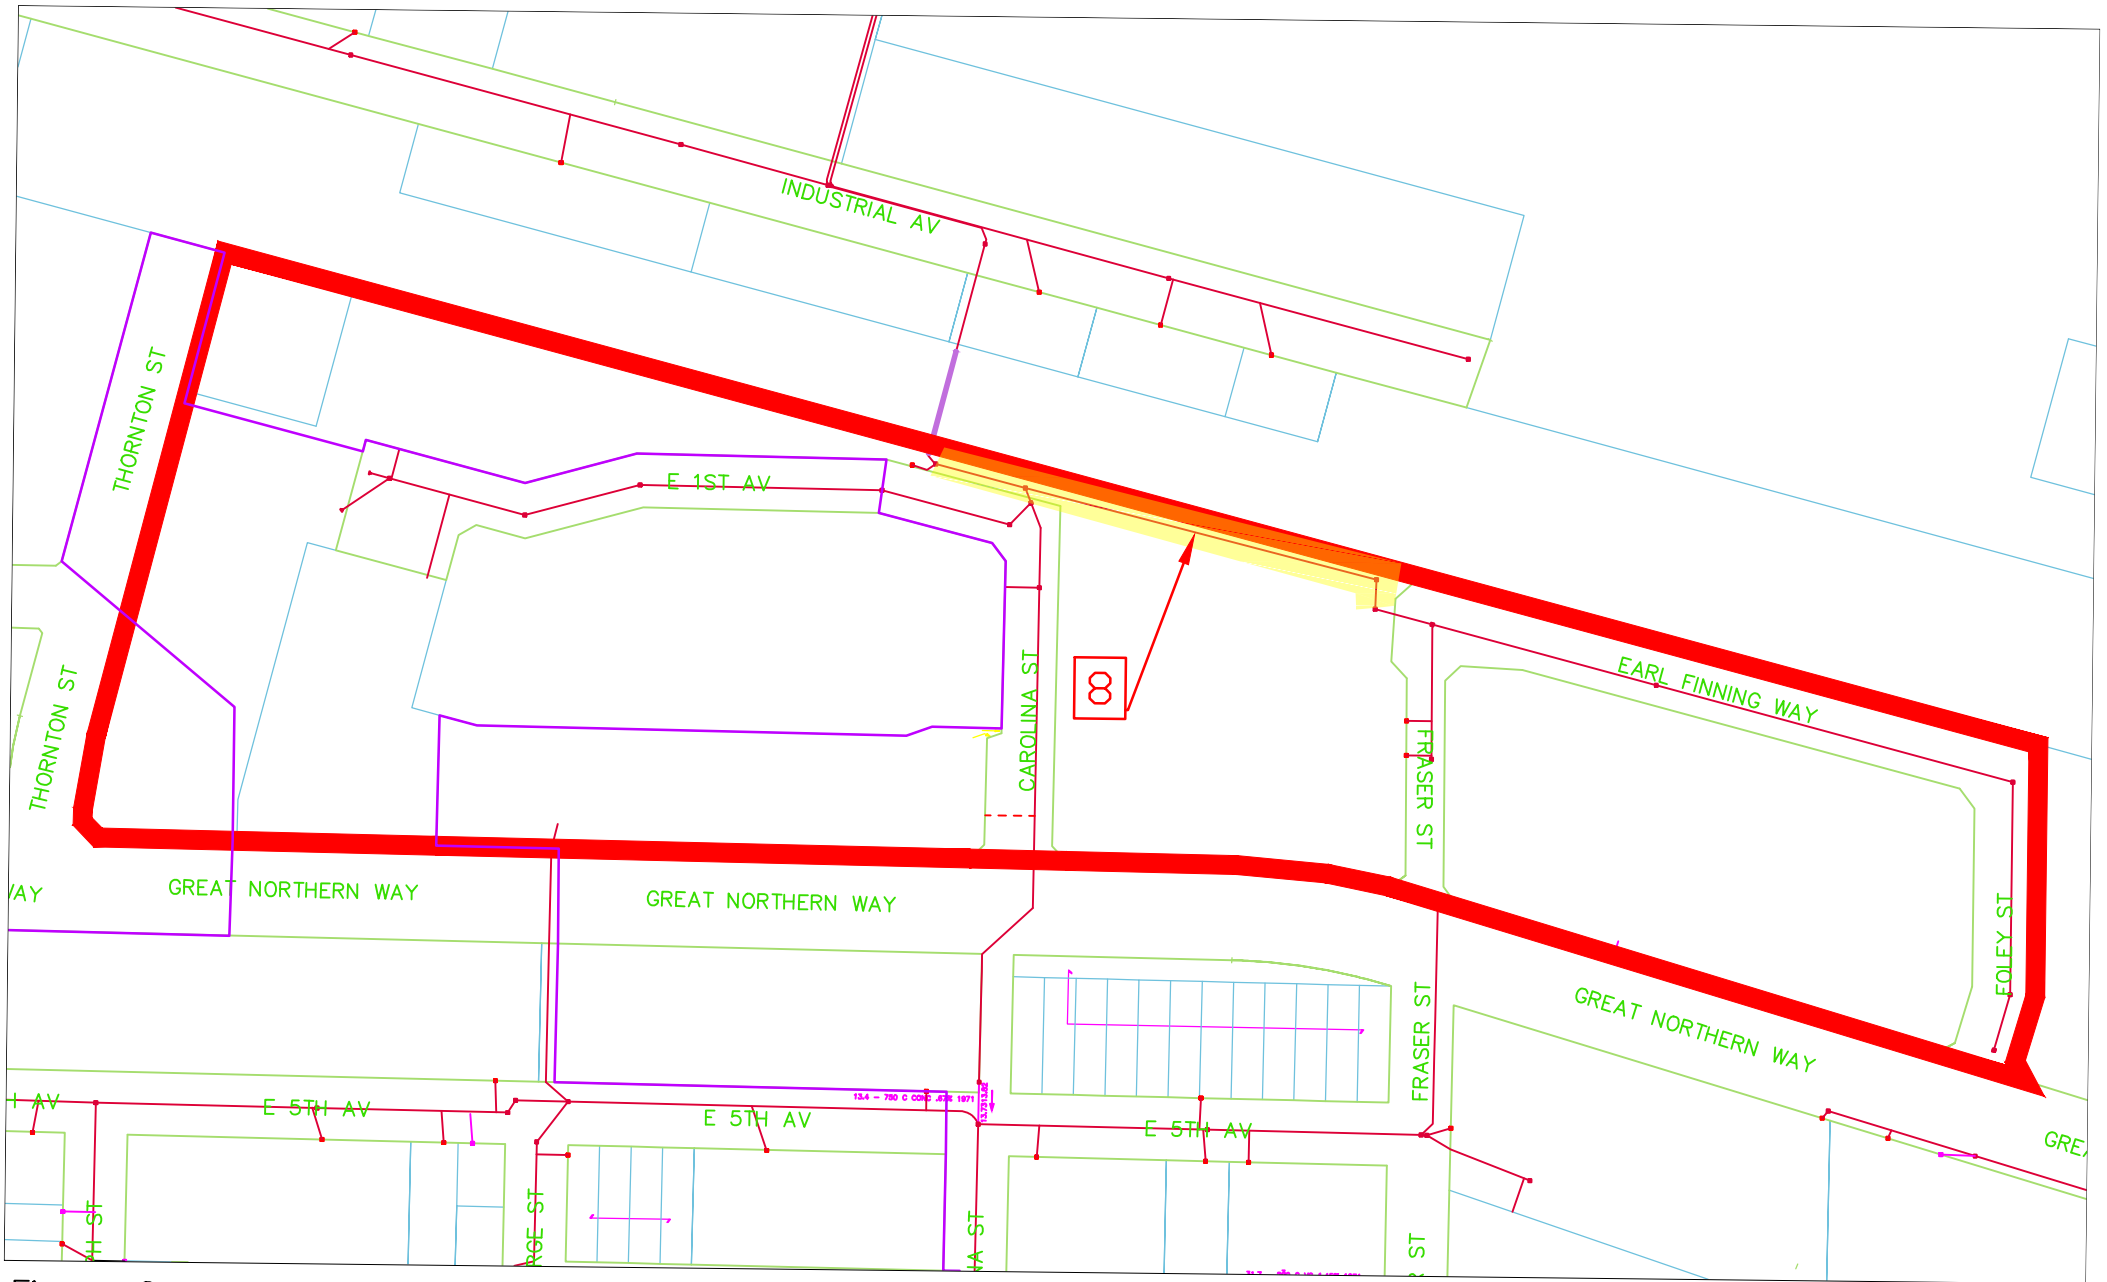 INDUSTRIAL AV
THORNTON ST
E 1ST AV
CAROLINA ST
8
EARL FINNING WAY
THORNTON ST
FRASER ST
GREAT NORTHERN WAY
GREAT NORTHERN WAY
FOLEY ST
GREAT NORTHERN WAY
FRASER ST
E 5TH AV
E 5TH AV
E 5TH AV
AV
ST
ST
ST
ST